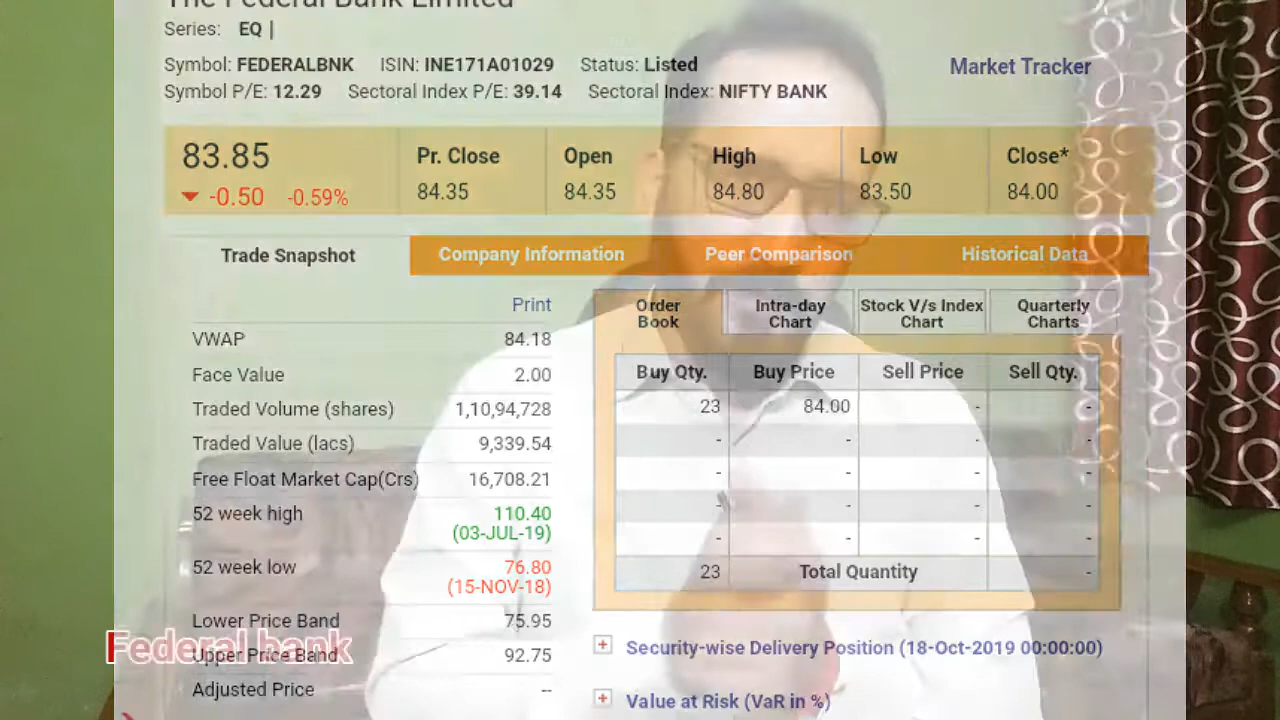 The Federal Bank Limited
Series: EQ |
Symbol: FEDERALBNK ISIN: INE171A01029 Status: Listed
Market Tracker
Symbol P/E: 12.29 Sectoral Index P/E: 39.14 Sectoral Index: NIFTY BANK
83.85
-0.50 -0.59%
Pr. Close Open High Low Close*
84.35 84.35 84.80 83.50 84.00
Trade Snapshot Company Information Peer Comparison Historical Data
Print
VWAP 84.18
Face Value 2.00
Traded Volume (shares) 1,10,94,728
Traded Value (lacs) 9,339.54
Free Float Market Cap(Crs) 16,708.21
52 week high 110.40
(03-JUL-19)
52 week low 76.80
(15-NOV-18)
Lower Price Band 75.95
Upper Price Band 92.75
Adjusted Price --
Order Book Intra-day Chart Stock V/s Index Chart Quarterly Charts
Buy Qty. Buy Price Sell Price Sell Qty.
23 84.00 - -
- - - -
- - - -
- - - -
- - - -
23 Total Quantity -
Security-wise Delivery Position (18-Oct-2019 00:00:00)
Value at Risk (VaR in %)
Federal bank